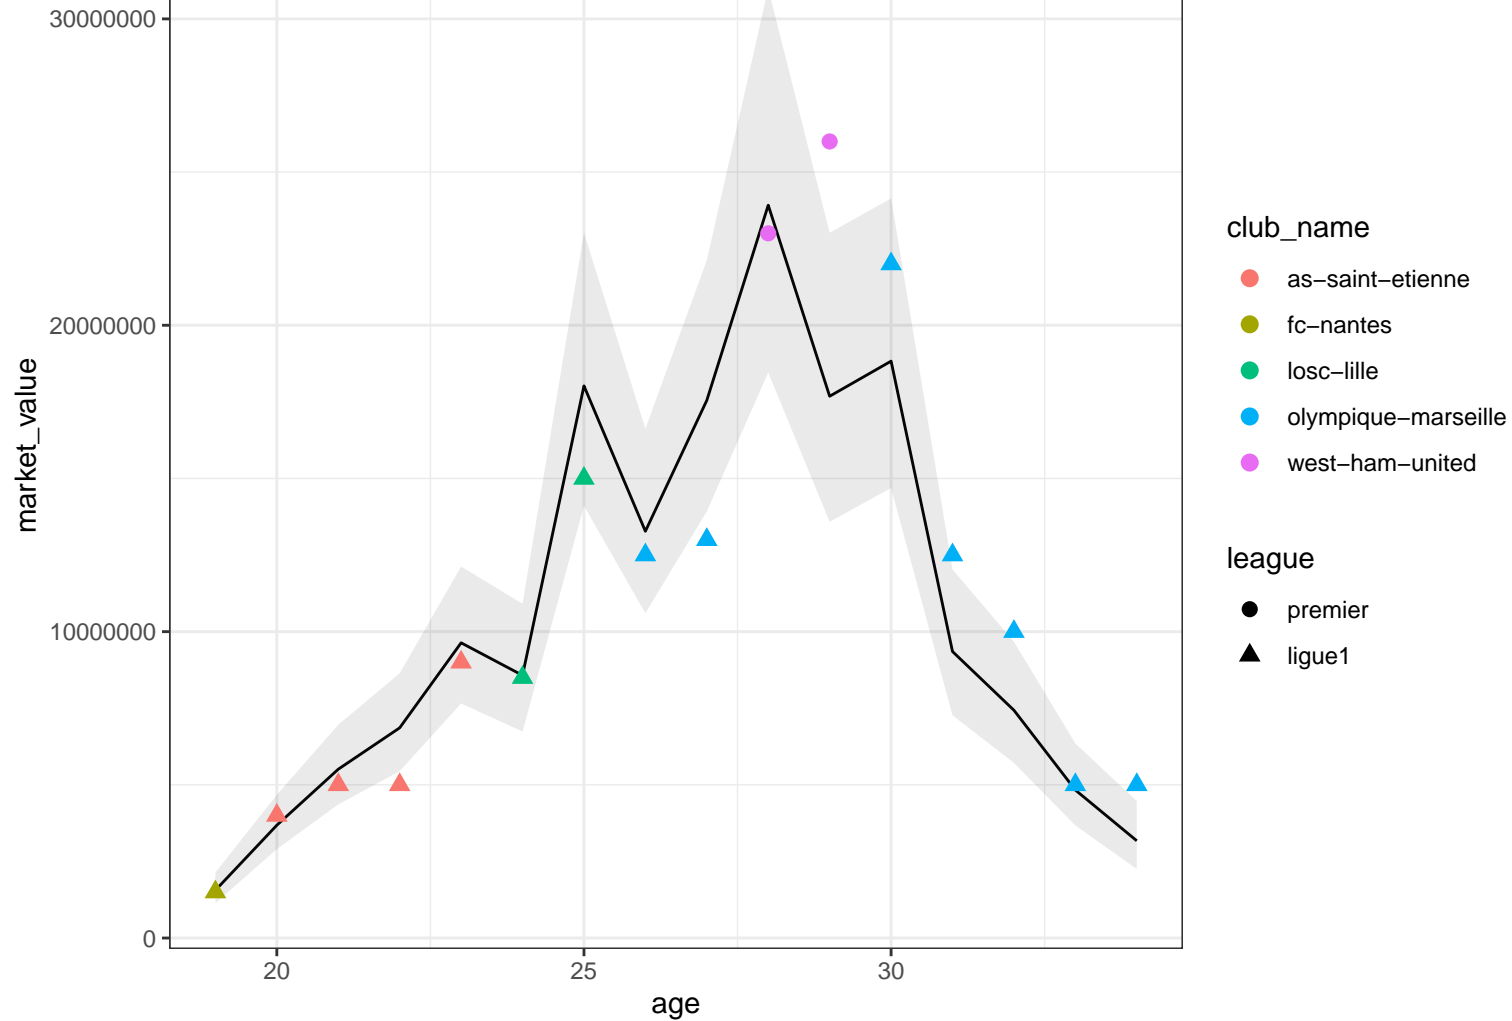 30000000
20000000
10000000
0
market_value
20
25
30
age
club_name
as−saint−etienne
fc−nantes
losc−lille
olympique−marseille
west−ham−united
league
premier
ligue1